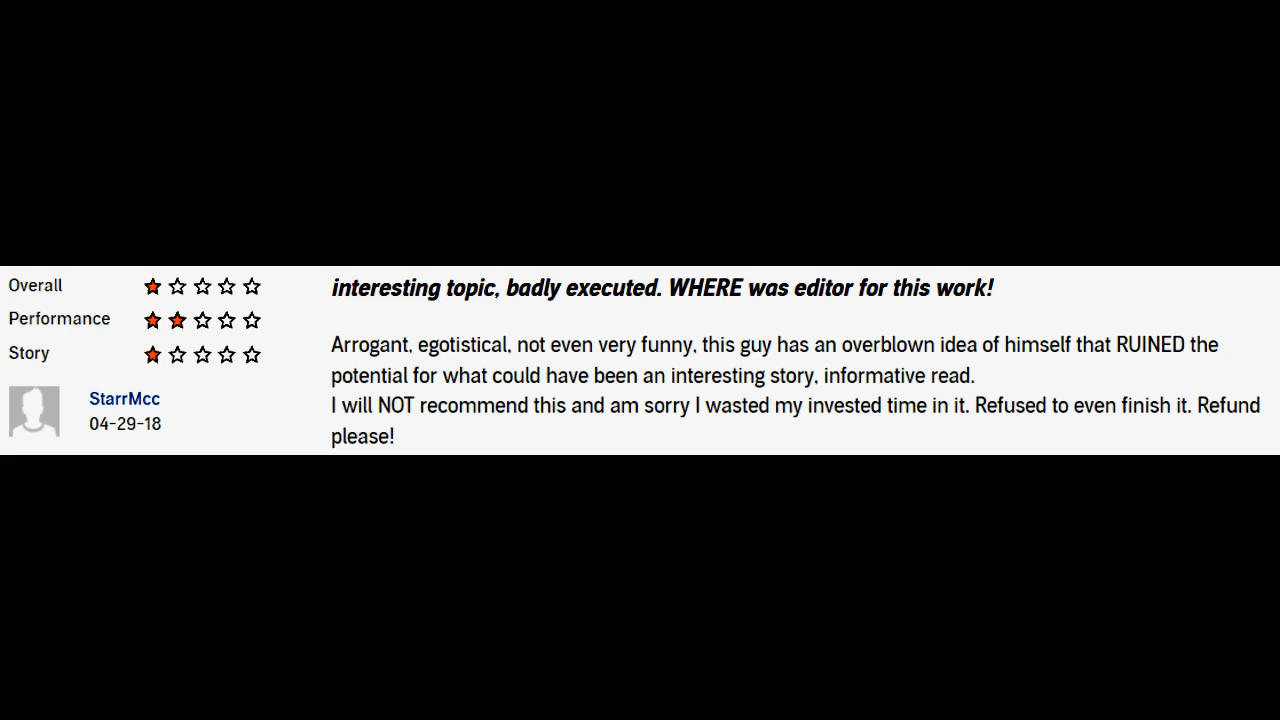 Overall
Performance
Story
StarrMcc
04-29-18
interesting topic, badly executed. WHERE was editor for this work!
Arrogant, egotistical, not even very funny, this guy has an overblown idea of himself that RUINED the
potential for what could have been an interesting story, informative read.
I will NOT recommend this and am sorry I wasted my invested time in it. Refused to even finish it. Refund
please!